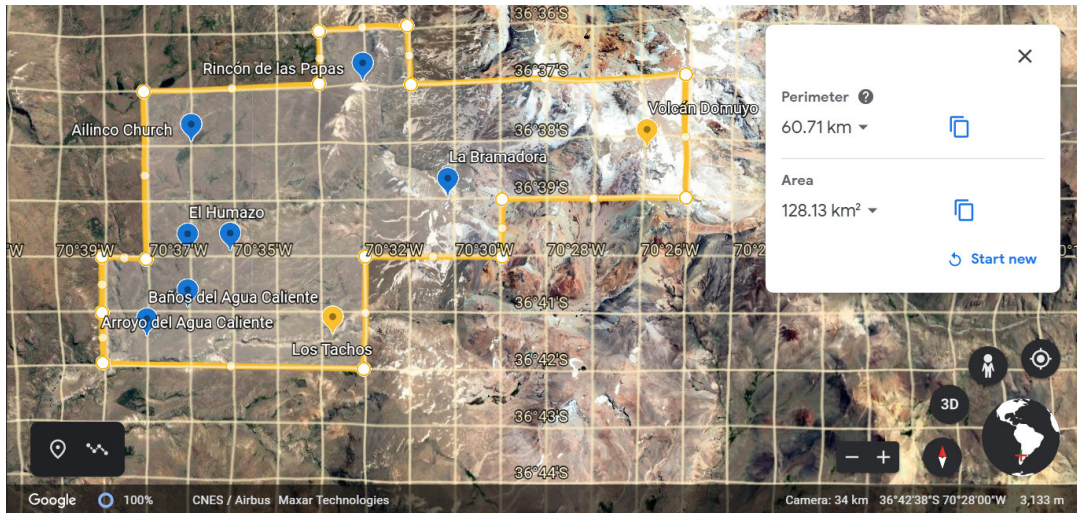 36°36'S
Rincón de las Papas
36°37'S
Volcán Domuyo
Ailinco Church
36°38'S
La Bramadora
36°39'S
El Humazo
70°39'W
70°37'W
70°35'W
70°32'W
70°30'W
70°28'W
70°26'W
Baños del Agua Caliente
36°41'S
Arroyo del Agua Caliente
Los Tachos
36°42'S
36°43'S
36°44'S
Perimeter ?
60.71 km
Area
128.13 km²
Start new
3D
Google
100%
CNES / Airbus Maxar Technologies
Camera: 34 km 36°42'38"S 70°28'00"W 3,133 m